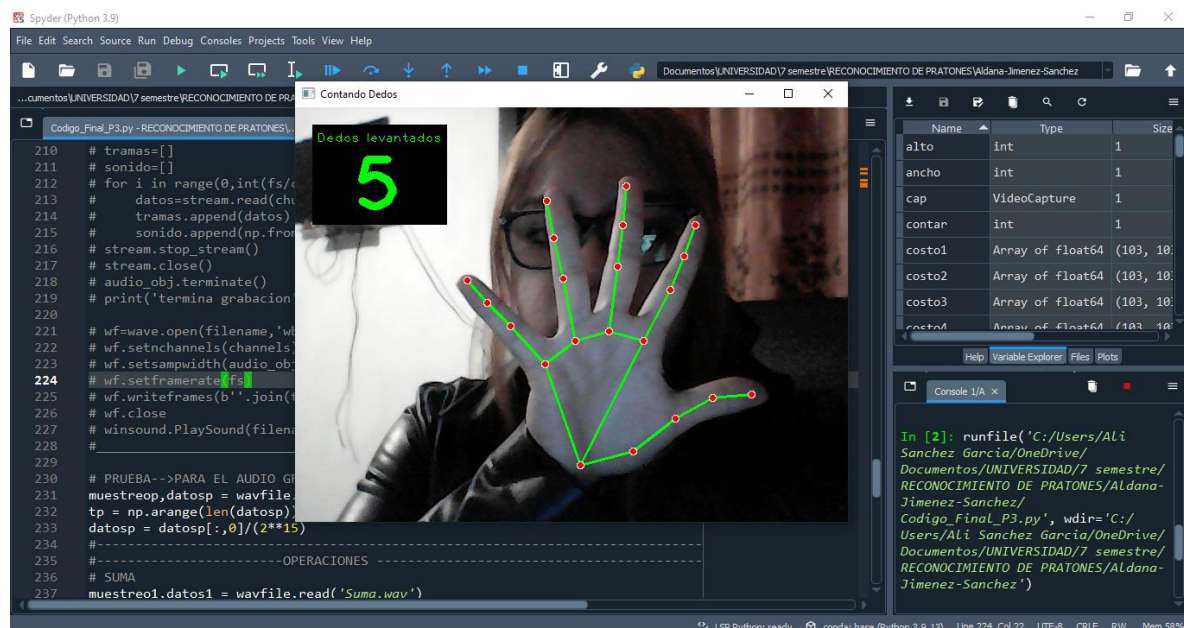 Spyder (Python 3.9)
File Edit Search Source Run Debug Consoles Projects Tools View Help
Documentos\UNIVERSIDAD\7 semestre\RECONOCIMIENTO DE PRATONES\Aldana-Jimenez-Sanchez
...cumentos\UNIVERSIDAD\7 semestre\RECONOCIMIENTO DE PRA
Codigo_Final_P3.py - RECONOCIMIENTO DE PRATONES\...
210 # tramas=[]
211 # sonido=[]
212 # for i in range(0,int(fs/
213 # datos=stream.read(chu
214 # tramas.append(datos)
215 # sonido.append(np.from
216 # stream.stop_stream()
217 # stream.close()
218 # audio_obj.terminate()
219 # print('termina grabacion
220
221 # wf=wave.open(filename,'wb
222 # wf.setnchannels(channels)
223 # wf.setsampwidth(audio_obj
224 # wf.setframerate(fs)
225 # wf.writeframes(b''.join(t
226 # wf.close
227 # winsound.PlaySound(filena
228 #
229
230 # PRUEBA-->PARA EL AUDIO GR
231 muestreop,datosp = wavfile.
232 tp = np.arange(len(datosp))
233 datosp = datosp[:,0]/(2**15)
234 #
235 #-----------------------OPERACIONES
236 # SUMA
237 muestreo1,datos1 = wavfile.read('Suma.wav')
Contando Dedos
Dedos levantados
5
Name Type Size
alto int 1
ancho int 1
cap VideoCapture 1
contar int 1
costo1 Array of float64 (103, 10
costo2 Array of float64 (103, 10
costo3 Array of float64 (103, 10
costo4 Array of float64 (103, 10
Help Variable Explorer Files Plots
Console 1/A
In [2]: runfile('C:/Users/Ali
Sanchez Garcia/OneDrive/
Documentos/UNIVERSIDAD/7 semestre/
RECONOCIMIENTO DE PRATONES/Aldana-
Jimenez-Sanchez/
Codigo_Final_P3.py', wdir='C:/
Users/Ali Sanchez Garcia/OneDrive/
Documentos/UNIVERSIDAD/7 semestre/
RECONOCIMIENTO DE PRATONES/Aldana-
Jimenez-Sanchez')
LSP Python: ready conda: base (Python 3.9.13) Line 224, Col 22 UTF-8 CRLF RW Mem 58%